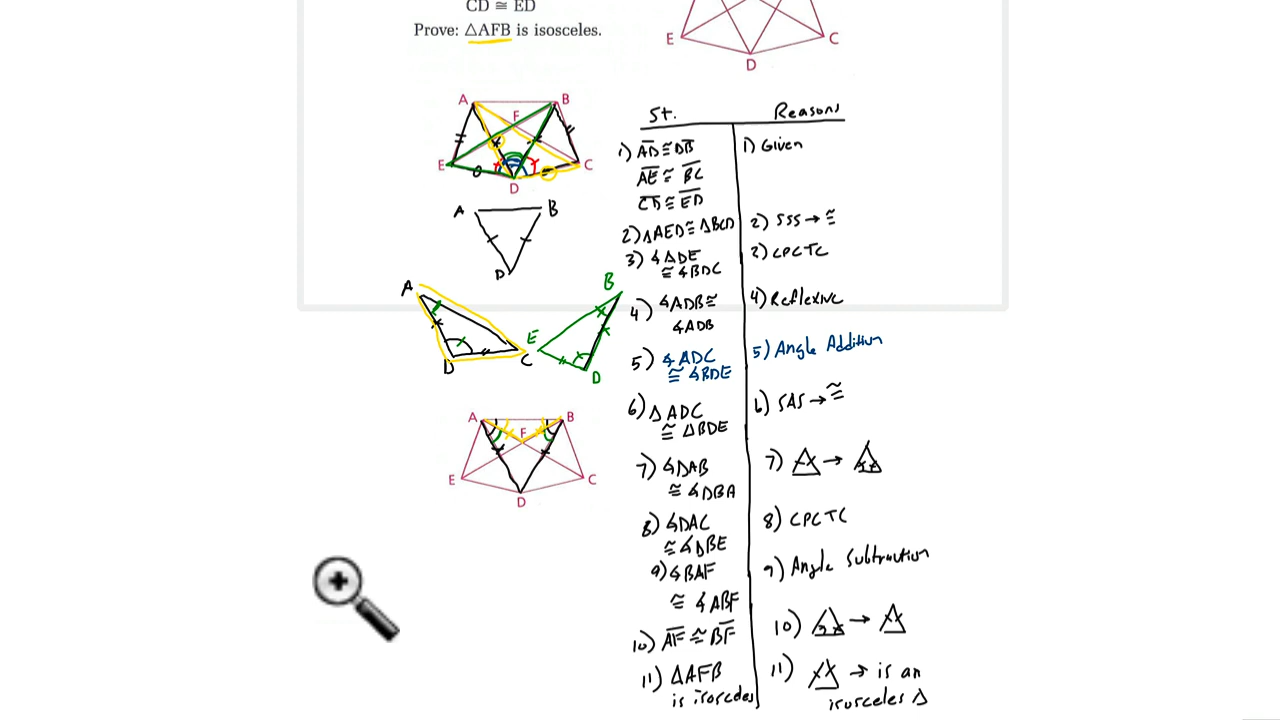 CD ≅ ED
Prove: △AFB is isosceles.
E
C
D
A
B
F
E
C
D
A
B
D
A
D
C
B
E
D
A
B
F
E
C
D
St. Reasons
1) AD ≅ DB 1) Given
AE ≅ BC
CD ≅ ED
2) △AED ≅ △BCD 2) SSS → ≅
3) ∡ADE 2) CPCTC
≅ ∡BDC
4) ∡ADB ≅ 4) Reflexive
∡ADB
5) ∡ADC 5) Angle Addition
≅ ∡BDE
6) △ADC 6) SAS → ≅
≅ △BDE
7) ∡DAB 7) △ → △
≅ ∡DBA
8) ∡DAC 8) CPCTC
≅ ∡DBE
9) ∡BAF 9) Angle Subtraction
≅ ∡ABF
10) AF ≅ BF 10) △ → △
11) △AFB 11) △ → is an
is isosceles isosceles △